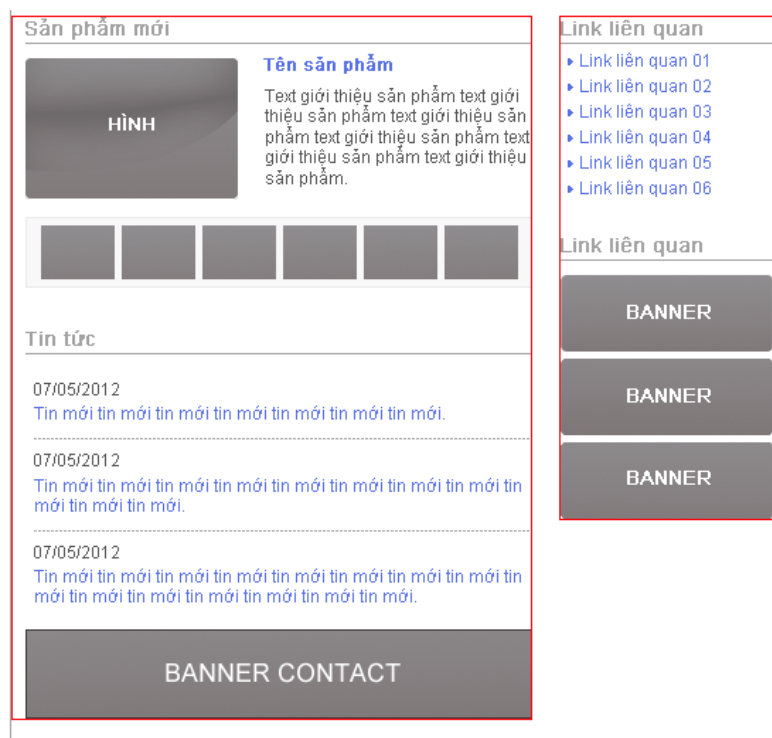 Sản phẩm mới
HÌNH
Tên sản phẩm
Text giới thiệu sản phẩm text giới
thiệu sản phẩm text giới thiệu sản
phẩm text giới thiệu sản phẩm text
giới thiệu sản phẩm text giới thiệu
sản phẩm.
Tin tức
07/05/2012
Tin mới tin mới tin mới tin mới tin mới tin mới tin mới.
07/05/2012
Tin mới tin mới tin mới tin mới tin mới tin mới tin mới tin
mới tin mới tin mới.
07/05/2012
Tin mới tin mới tin mới tin mới tin mới tin mới tin mới tin
mới tin mới tin mới tin mới tin mới tin mới tin mới.
BANNER CONTACT
Link liên quan
Link liên quan 01
Link liên quan 02
Link liên quan 03
Link liên quan 04
Link liên quan 05
Link liên quan 06
Link liên quan
BANNER
BANNER
BANNER